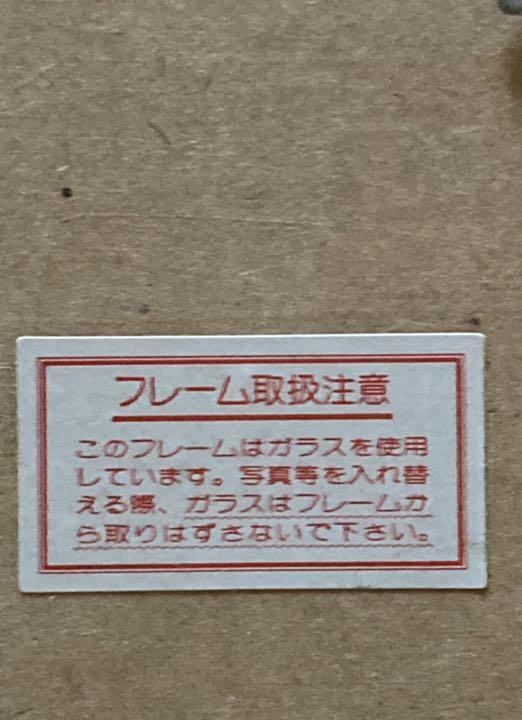 フレーム取扱注意
このフレームはガラスを使用
しています。写真等を入れ替
える際、ガラスはフレームか
ら取りはずさないで下さい。